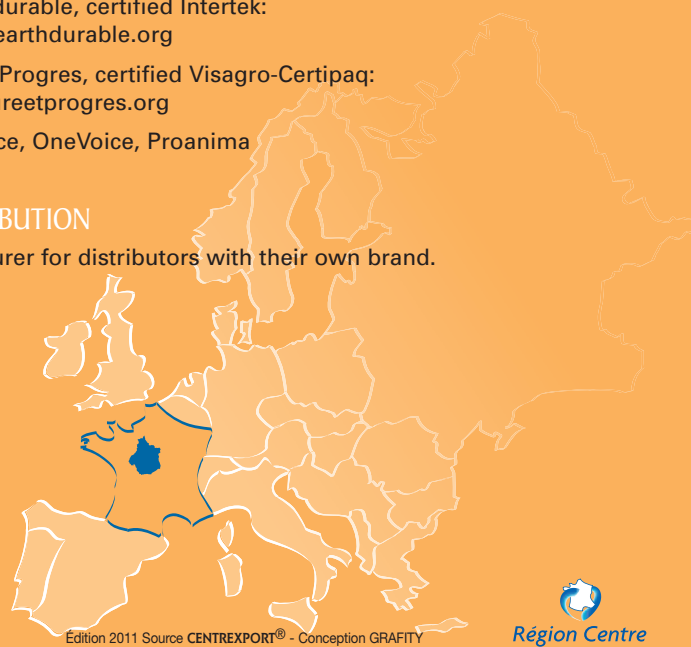 durable, certified Intertek:
earthdurable.org
Progres, certified Visagro-Certipaq:
reetprogres.org
ce, OneVoice, Proanima
BUTION
urer for distributors with their own brand.
Édition 2011 Source CENTREXPORT® - Conception GRAFITY
Région Centre